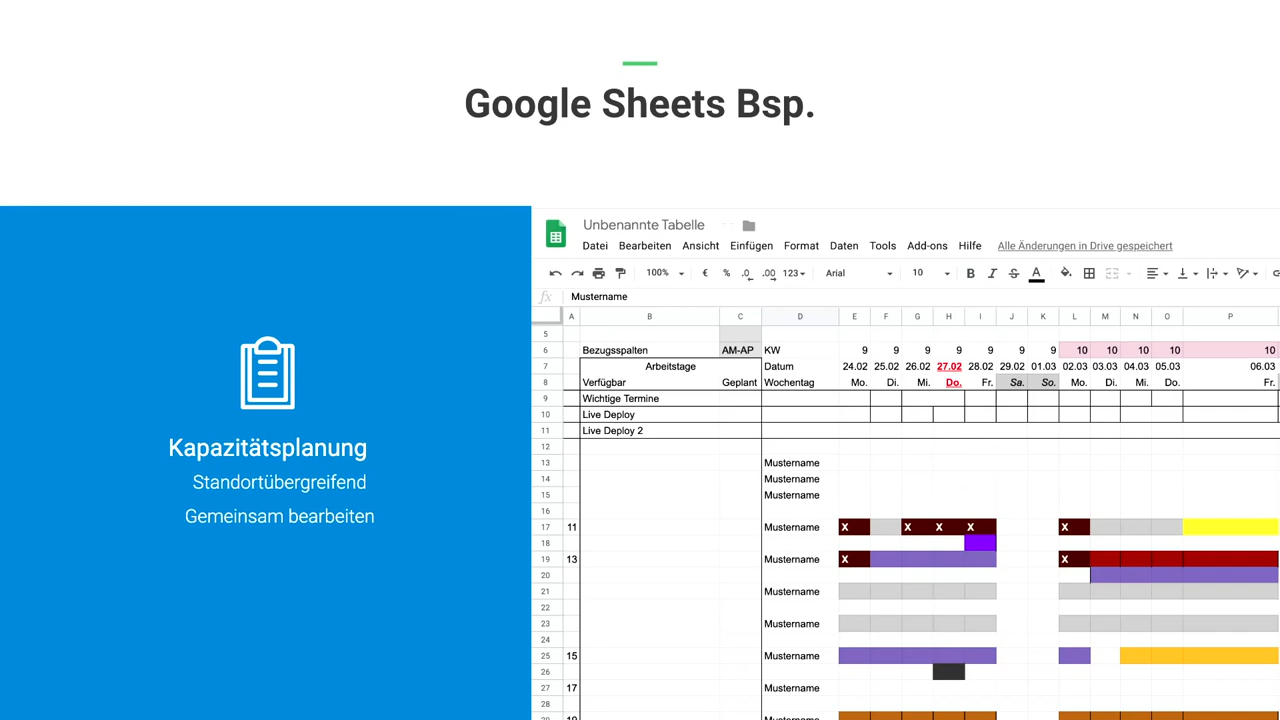 Google Sheets Bsp.
Kapazitätsplanung
Standortübergreifend
Gemeinsam bearbeiten
Unbenannte Tabelle
Datei Bearbeiten Ansicht Einfügen Format Daten Tools Add-ons Hilfe Alle Änderungen in Drive gespeichert
100% € % .0 .00 123 Arial 10 B I S A
fx Mustername
A B C D E F G H I J K L M N O P
5
6 Bezugsspalten AM-AP KW 9 9 9 9 9 9 9 10 10 10 10 10
7 Arbeitstage Datum 24.02 25.02 26.02 27.02 28.02 29.02 01.03 02.03 03.03 04.03 05.03 06.03
8 Verfügbar Geplant Wochentag Mo. Di. Mi. Do. Fr. Sa. So. Mo. Di. Mi. Do. Fr.
9 Wichtige Termine
10 Live Deploy
11 Live Deploy 2
12
13 Mustername
14 Mustername
15 Mustername
16
17 11 Mustername X X X X X
18
19 13 Mustername X X
20
21 Mustername
22
23 Mustername
24
25 15 Mustername
26
27 17 Mustername
28